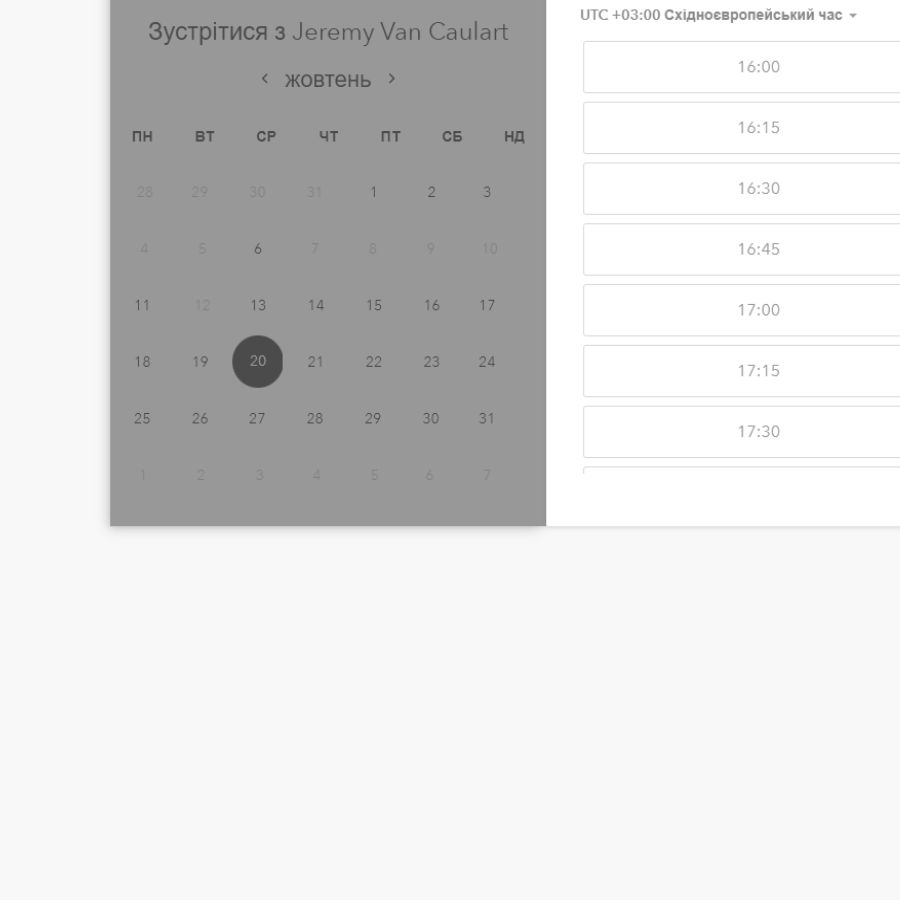 Зустрітися з Jeremy Van Caulart
жовтень
ПН ВТ СР ЧТ ПТ СБ НД
28 29 30 31 1 2 3
4 5 6 7 8 9 10
11 12 13 14 15 16 17
18 19 20 21 22 23 24
25 26 27 28 29 30 31
1 2 3 4 5 6 7
UTC +03:00 Східноєвропейський час
16:00
16:15
16:30
16:45
17:00
17:15
17:30